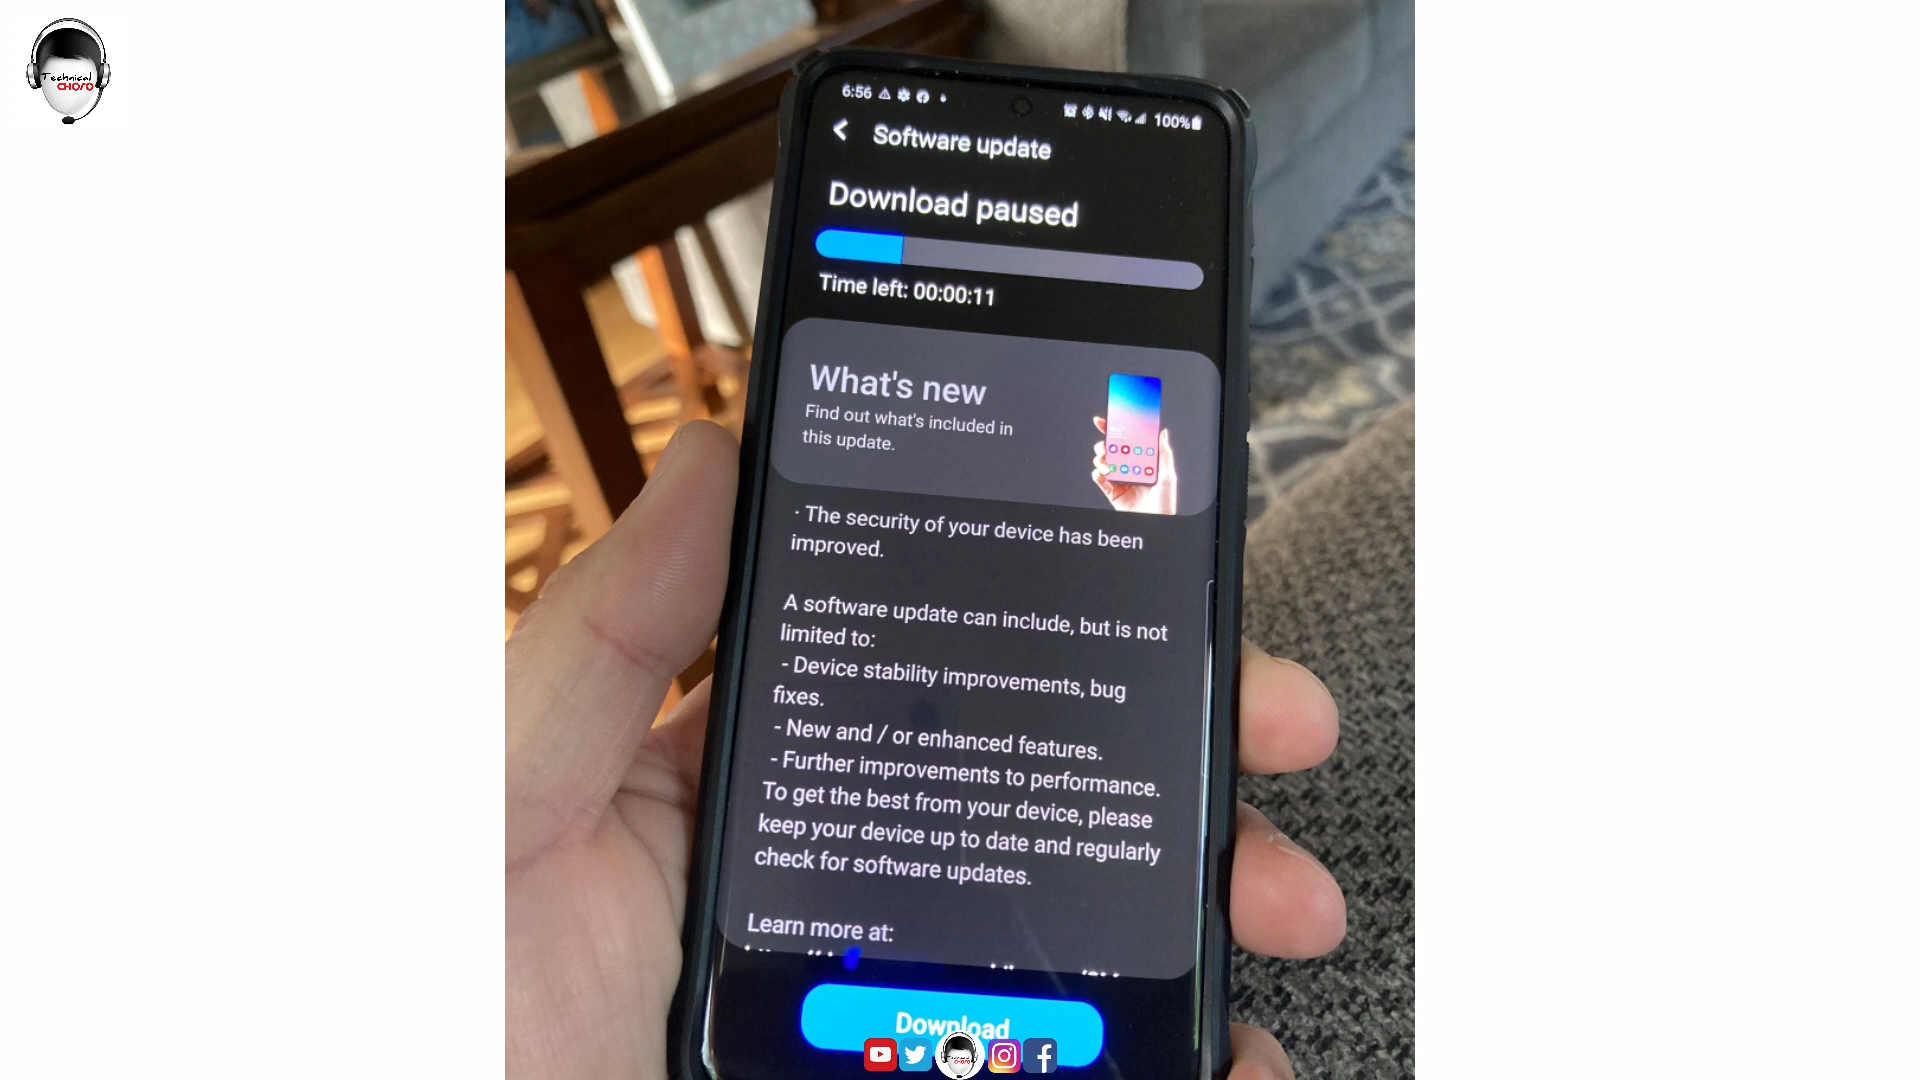 Technical
CHORO
6:56
100%
Software update
Download paused
Time left: 00:00:11
What's new
Find out what's included in
this update.
· The security of your device has been
improved.
A software update can include, but is not
limited to:
- Device stability improvements, bug
fixes.
- New and / or enhanced features.
- Further improvements to performance.
To get the best from your device, please
keep your device up to date and regularly
check for software updates.
Learn more at:
Download